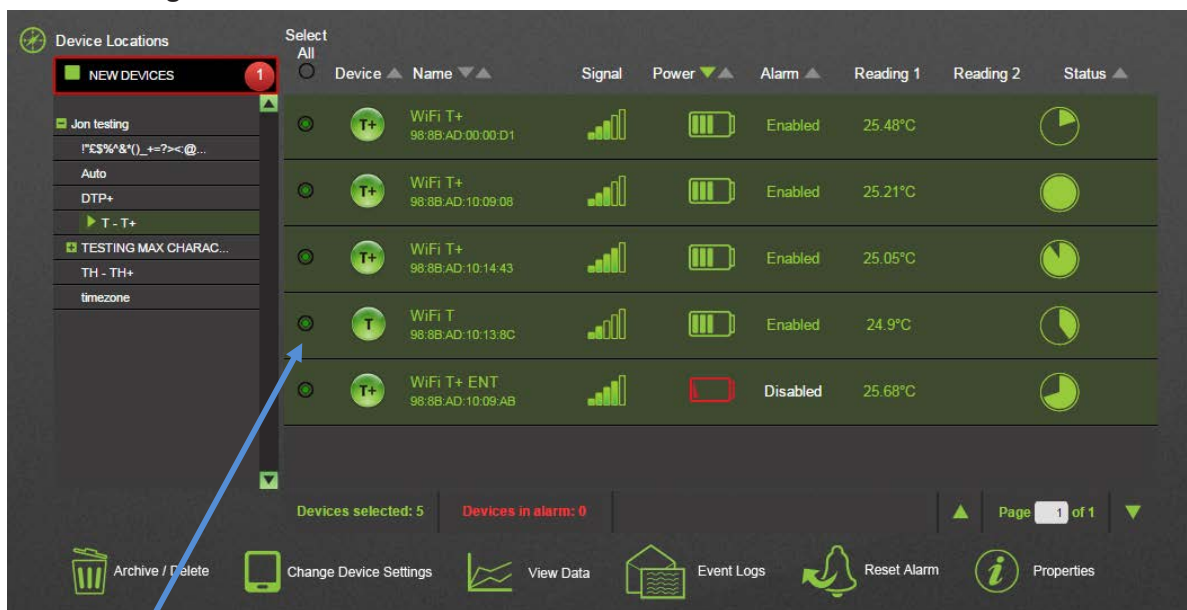 Device Locations
Select
All
NEW DEVICES
1
Device
Name
Signal
Power
Alarm
Reading 1
Reading 2
Status
Jon testing
!"£$%^&*()_+=?><:@...
Auto
DTP+
T - T+
TESTING MAX CHARAC...
TH - TH+
timezone
T+
WiFi T+
98:8B:AD:00:00:D1
Enabled
25.48°C
T+
WiFi T+
98:8B:AD:10:09:08
Enabled
25.21°C
T+
WiFi T+
98:8B:AD:10:14:43
Enabled
25.05°C
T
WiFi T
98:8B:AD:10:13:8C
Enabled
24.9°C
T+
WiFi T+ ENT
98:8B:AD:10:09:AB
Disabled
25.68°C
Devices selected: 5
Devices in alarm: 0
Page 1 of 1
Archive / Delete
Change Device Settings
View Data
Event Logs
Reset Alarm
i
Properties